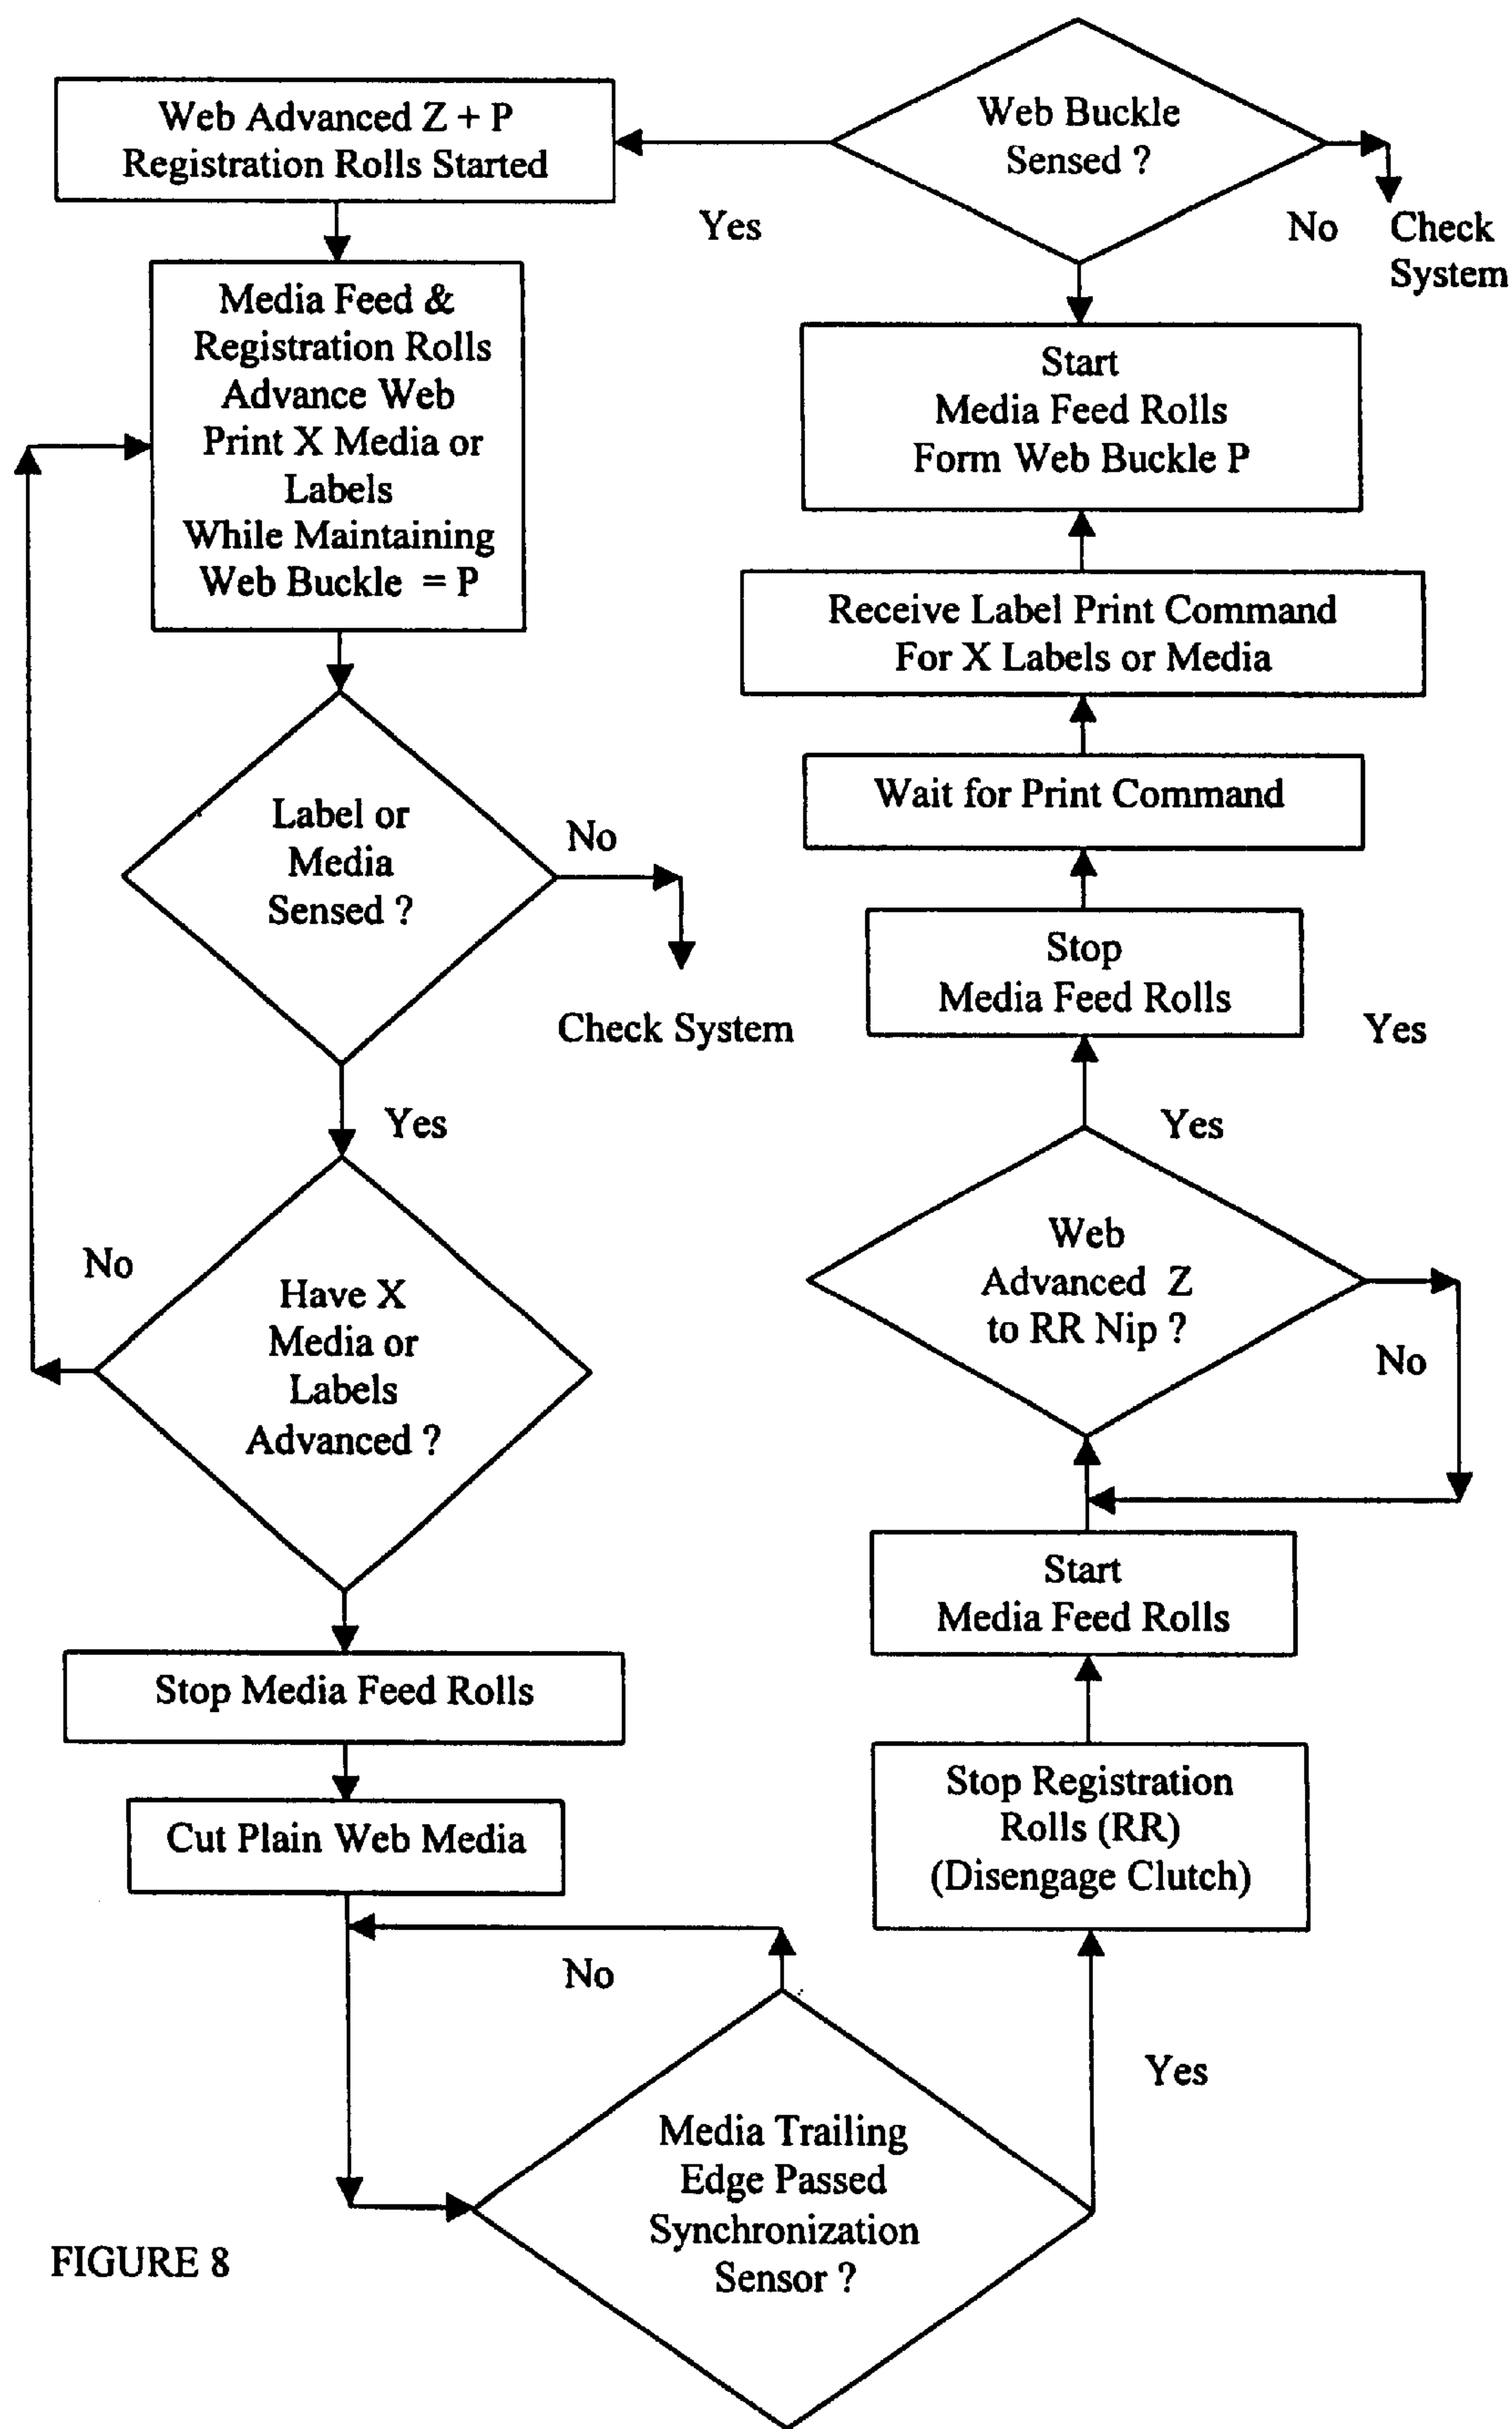 Web Buckle
Sensed ?
Web Advanced Z + P
Registration Rolls Started
Yes
No
Check
System
Media Feed &
Registration Rolls
Advance Web
Print X Media or
Labels
While Maintaining
Web Buckle = P
Start
Media Feed Rolls
Form Web Buckle P
Receive Label Print Command
For X Labels or Media
Wait for Print Command
Label or
Media
Sensed ?
No
Check System
Stop
Media Feed Rolls
Yes
Yes
Yes
Web
Advanced Z
to RR Nip ?
No
No
Have X
Media or
Labels
Advanced ?
Start
Media Feed Rolls
Stop Media Feed Rolls
Stop Registration
Rolls (RR)
(Disengage Clutch)
Cut Plain Web Media
No
Yes
Media Trailing
Edge Passed
Synchronization
Sensor ?
FIGURE 8